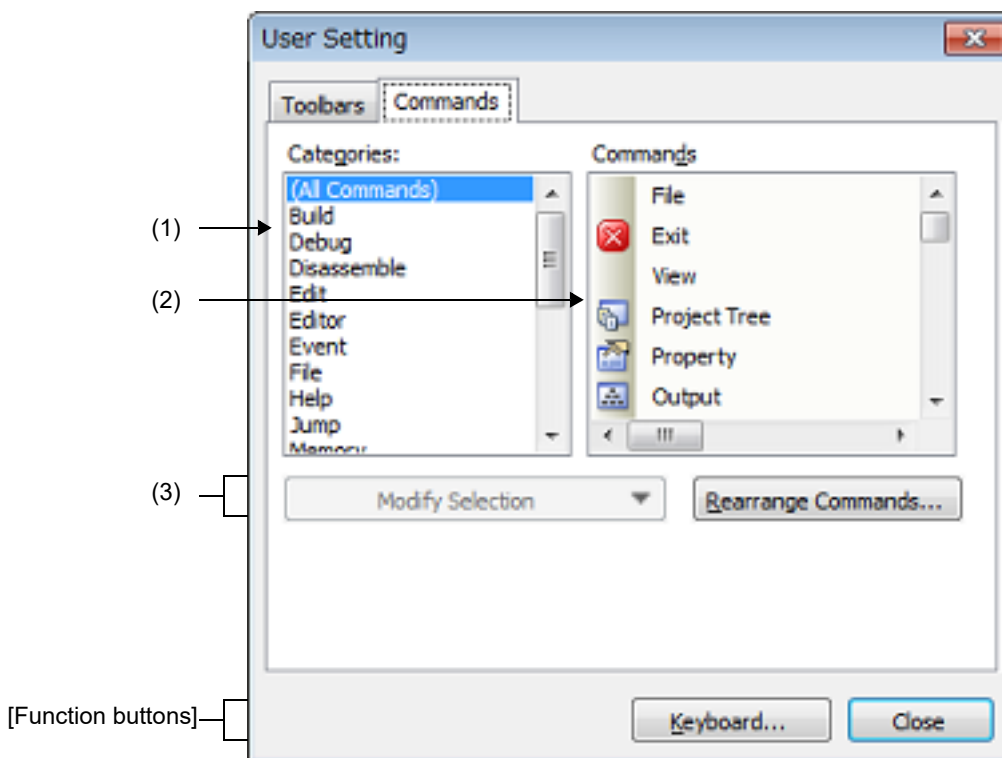 User Setting
Toolbars Commands
Categories: Commands
(All Commands)
Build
Debug
Disassemble
Edit
Editor
Event
File
Help
Jump
Memory
File
Exit
View
Project Tree
Property
Output
(1)
(2)
(3)
Modify Selection Rearrange Commands...
[Function buttons]
Keyboard... Close